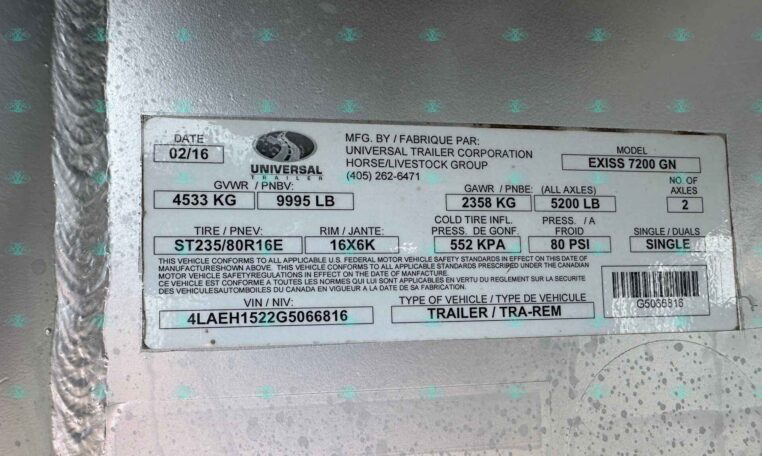 DATE
02/16
UNIVERSAL
TRAILER
MFG. BY / FABRIQUE PAR:
UNIVERSAL TRAILER CORPORATION
HORSE/LIVESTOCK GROUP
(405) 262-6471
MODEL
EXISS 7200 GN
GVWR / PNBV:
4533 KG 9995 LB
GAWR / PNBE: (ALL AXLES)
2358 KG 5200 LB
NO. OF
AXLES
2
TIRE / PNEV: RIM / JANTE:
ST235/80R16E 16X6K
COLD TIRE INFL. PRESS. / A
PRESS. DE GONF. FROID
552 KPA 80 PSI
SINGLE / DUALS
SINGLE
THIS VEHICLE CONFORMS TO ALL APPLICABLE U.S. FEDERAL MOTOR VEHICLE SAFETY STANDARDS IN EFFECT ON THIS DATE OF
MANUFACTURESHOWN ABOVE. THIS VEHICLE CONFORMS TO ALL APPLICABLE STANDARDS PRESCRIBED UNDER THE CANADIAN
MOTOR VEHICLE SAFETYREGULATIONS IN EFFECT ON THE DATE OF MANUFACTURE.
CE VEHICULE EST CONFORME A TOUTES LES NORMES QUI LUI SONT APPLICABLES EN VERTU DU REGLEMENT SUR LA SECURITE
DES VEHICULESAUTOMOBILES DU CANADA EN VIGUEUR A LA DATE DE SA FABRICATION.
VIN / NIV:
4LAEH1522G5066816
TYPE OF VEHICLE / TYPE DE VEHICULE
TRAILER / TRA-REM
G5066816